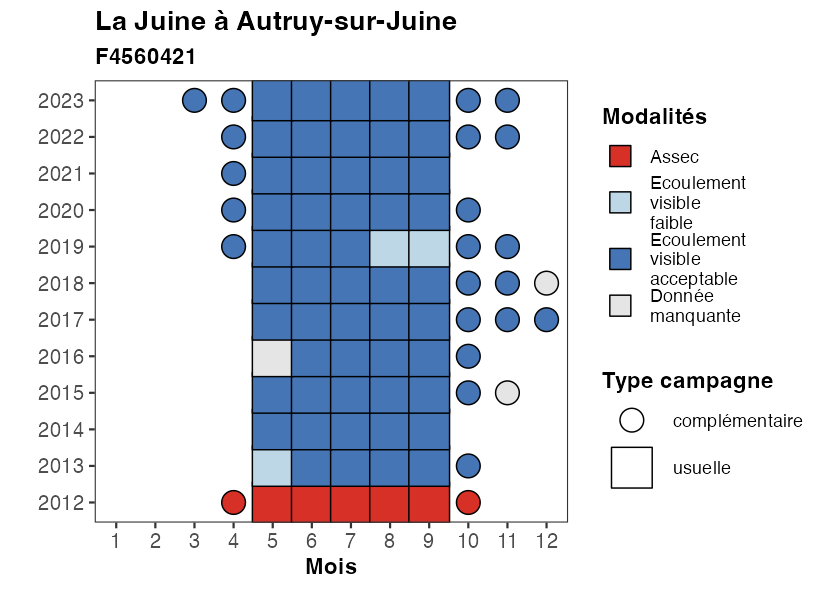 La Juine à Autruy-sur-Juine
F4560421
2023
2022
2021
2020
2019
2018
2017
2016
2015
2014
2013
2012
1 2 3 4 5 6 7 8 9 10 11 12
Mois
Modalités
Assec
Ecoulement
visible
faible
Ecoulement
visible
acceptable
Donnée
manquante
Type campagne
complémentaire
usuelle